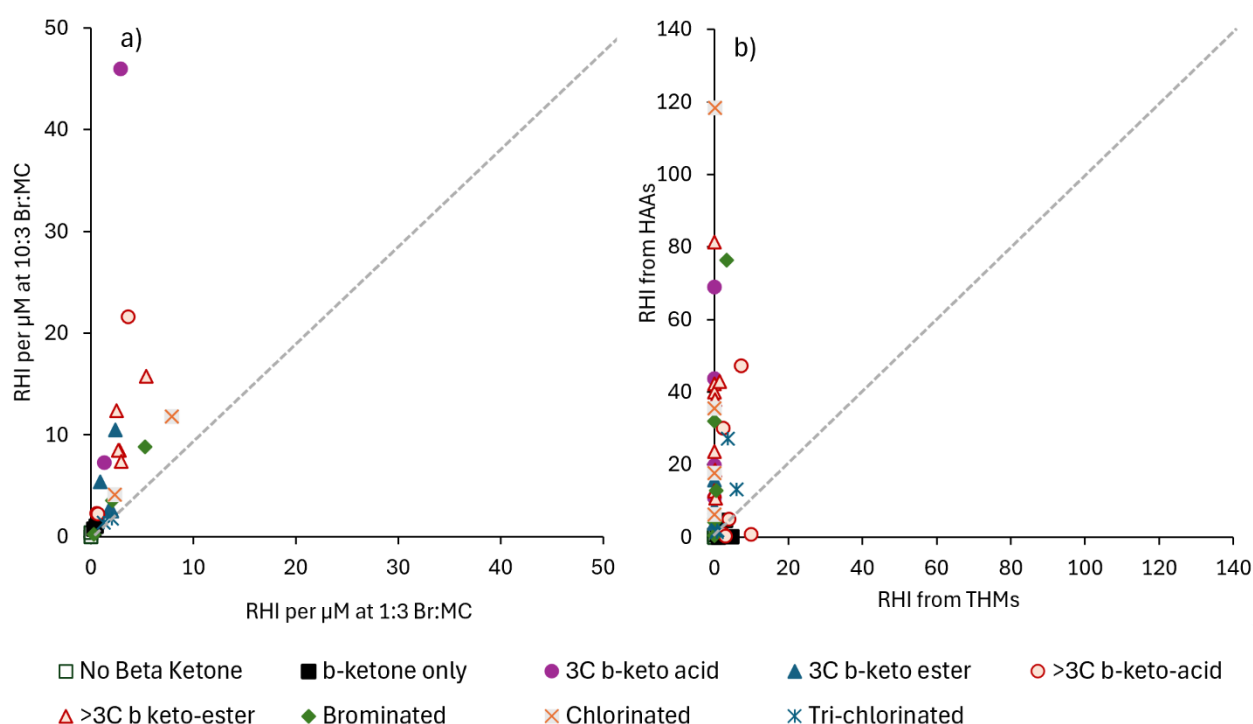 a)
50
40
30
20
10
0
RHI per µM at 10:3 Br:MC
0 10 20 30 40 50
RHI per µM at 1:3 Br:MC
b)
140
120
100
80
60
40
20
0
RHI from HAAs
0 20 40 60 80 100 120 140
RHI from THMs
No Beta Ketone b-ketone only 3C b-keto acid 3C b-keto ester >3C b-keto-acid
>3C b keto-ester Brominated Chlorinated Tri-chlorinated